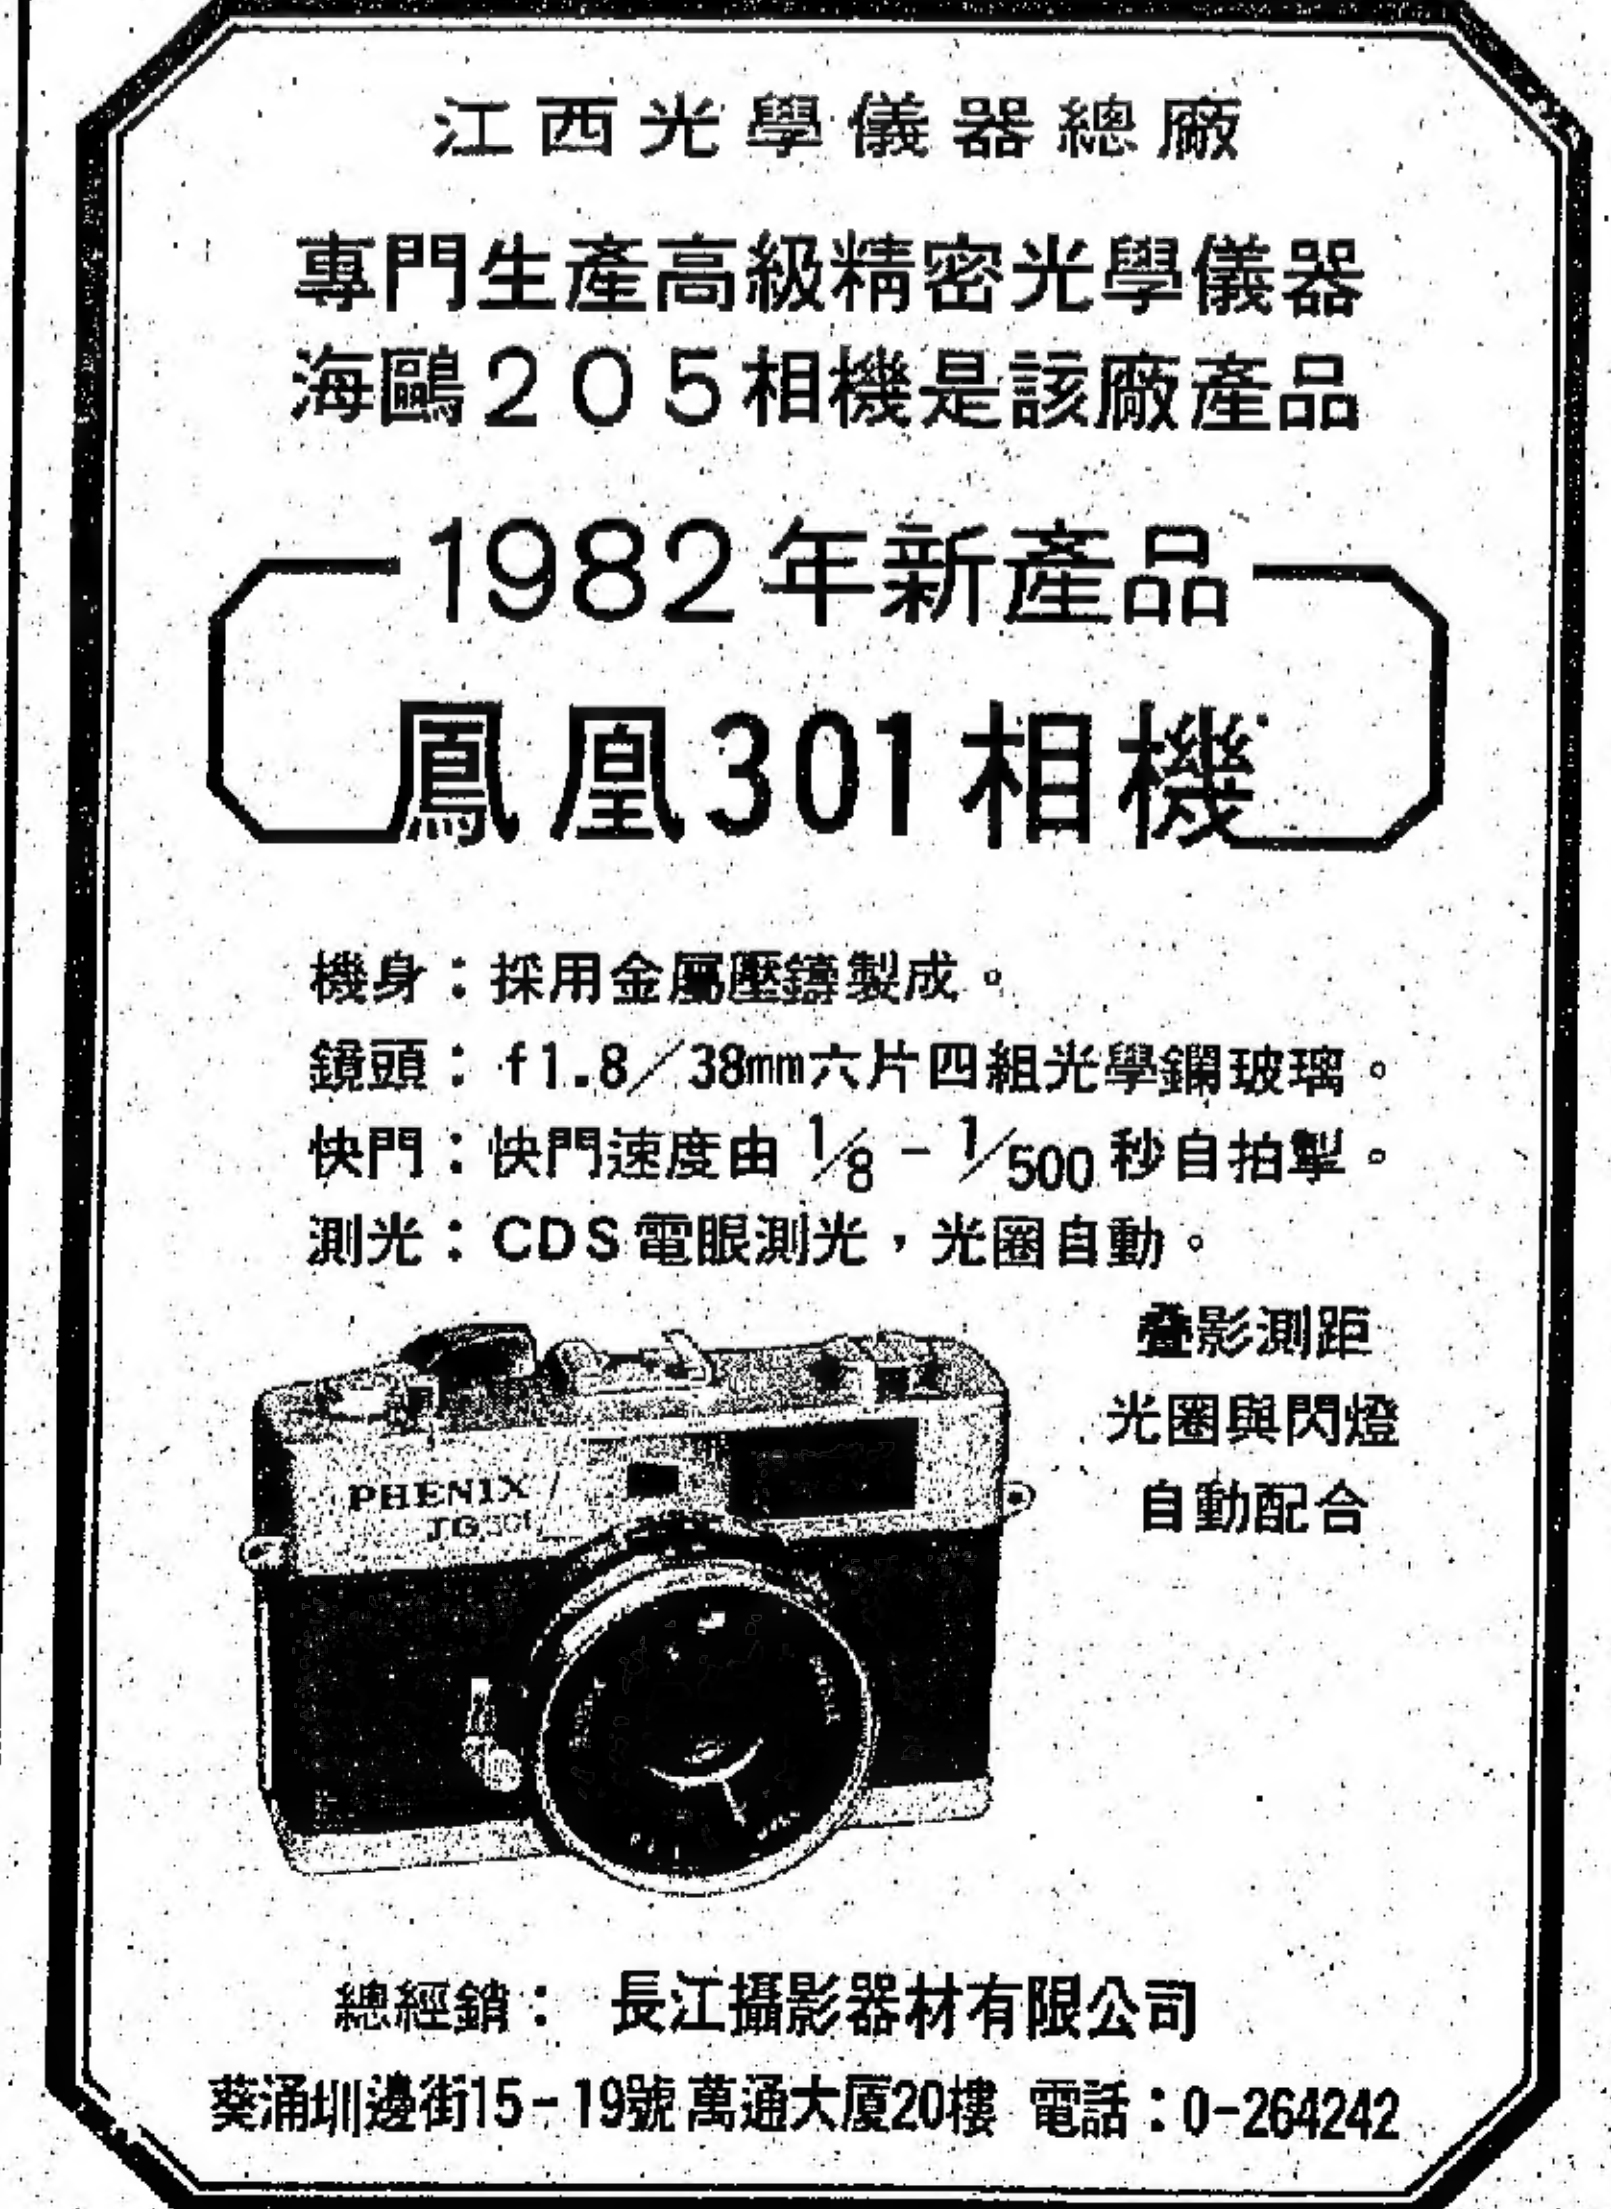 江西光學儀器總廠
專門生產高級精密光學儀器
海鷗205相機是該廠產品
1982年新產品
鳳凰301相機
機身：採用金屬壓鑄製成。
鏡頭：f1.8／38mm六片四組光學鑭玻璃。
快門：快門速度由 1/8 - 1/500 秒自拍掣。
測光：CDS電眼測光，光圈自動。
疊影測距
光圈與閃燈
自動配合
PHENIX
JG301
總經銷：長江攝影器材有限公司
葵涌圳邊街15-19號萬通大廈20樓 電話：0-264242